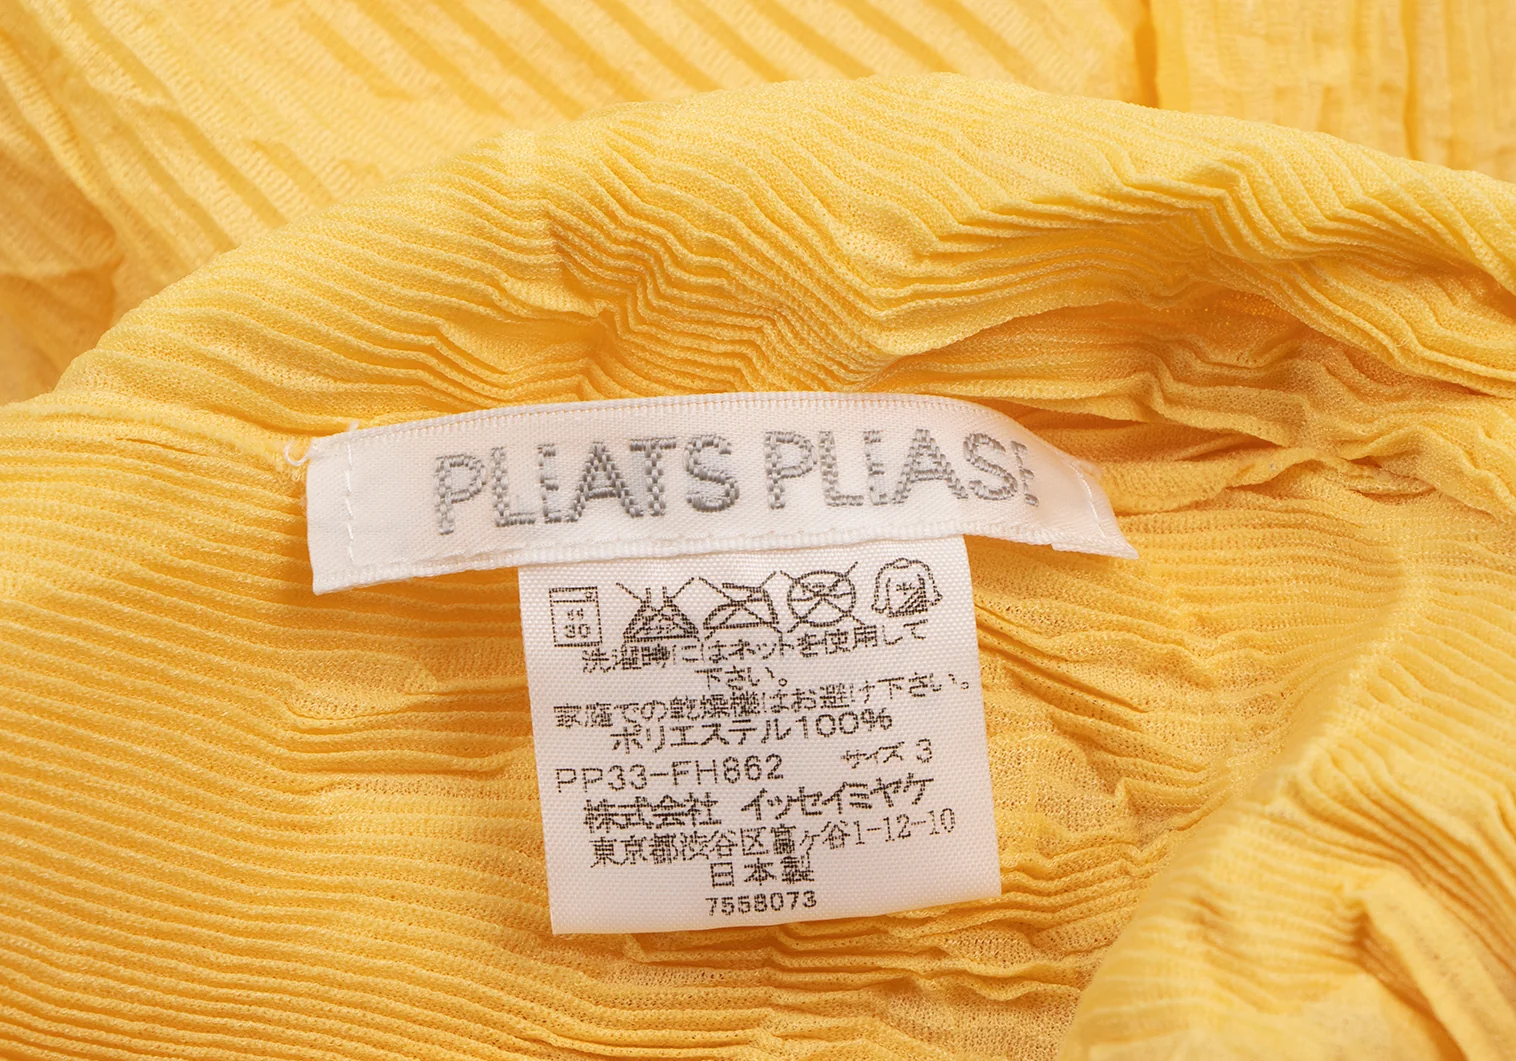 PLEATS PLEASE
30
洗濯時にはネットを使用して
下さい。
家庭での乾燥機はお避け下さい。
ポリエステル100%
PP33-FH862 サイズ 3
株式会社 イッセイミヤケ
東京都渋谷区富ヶ谷1-12-10
日本製
7558073